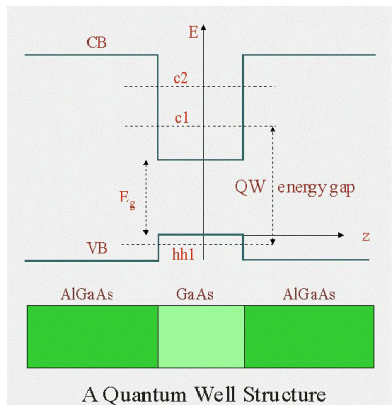 E
CB
c2
c1
Eg
QW energy gap
z
VB
hh1
AlGaAs GaAs AlGaAs
A Quantum Well Structure